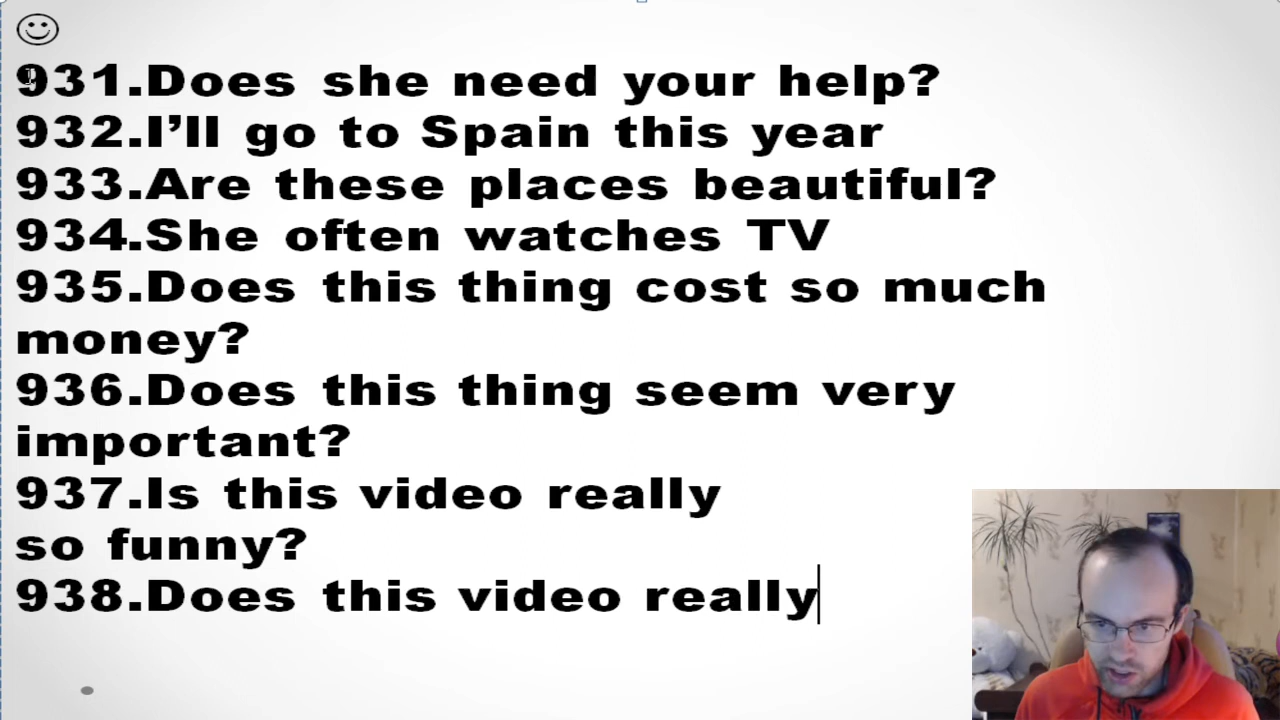 931.Does she need your help?
932.I’ll go to Spain this year
933.Are these places beautiful?
934.She often watches TV
935.Does this thing cost so much
money?
936.Does this thing seem very
important?
937.Is this video really
so funny?
938.Does this video really